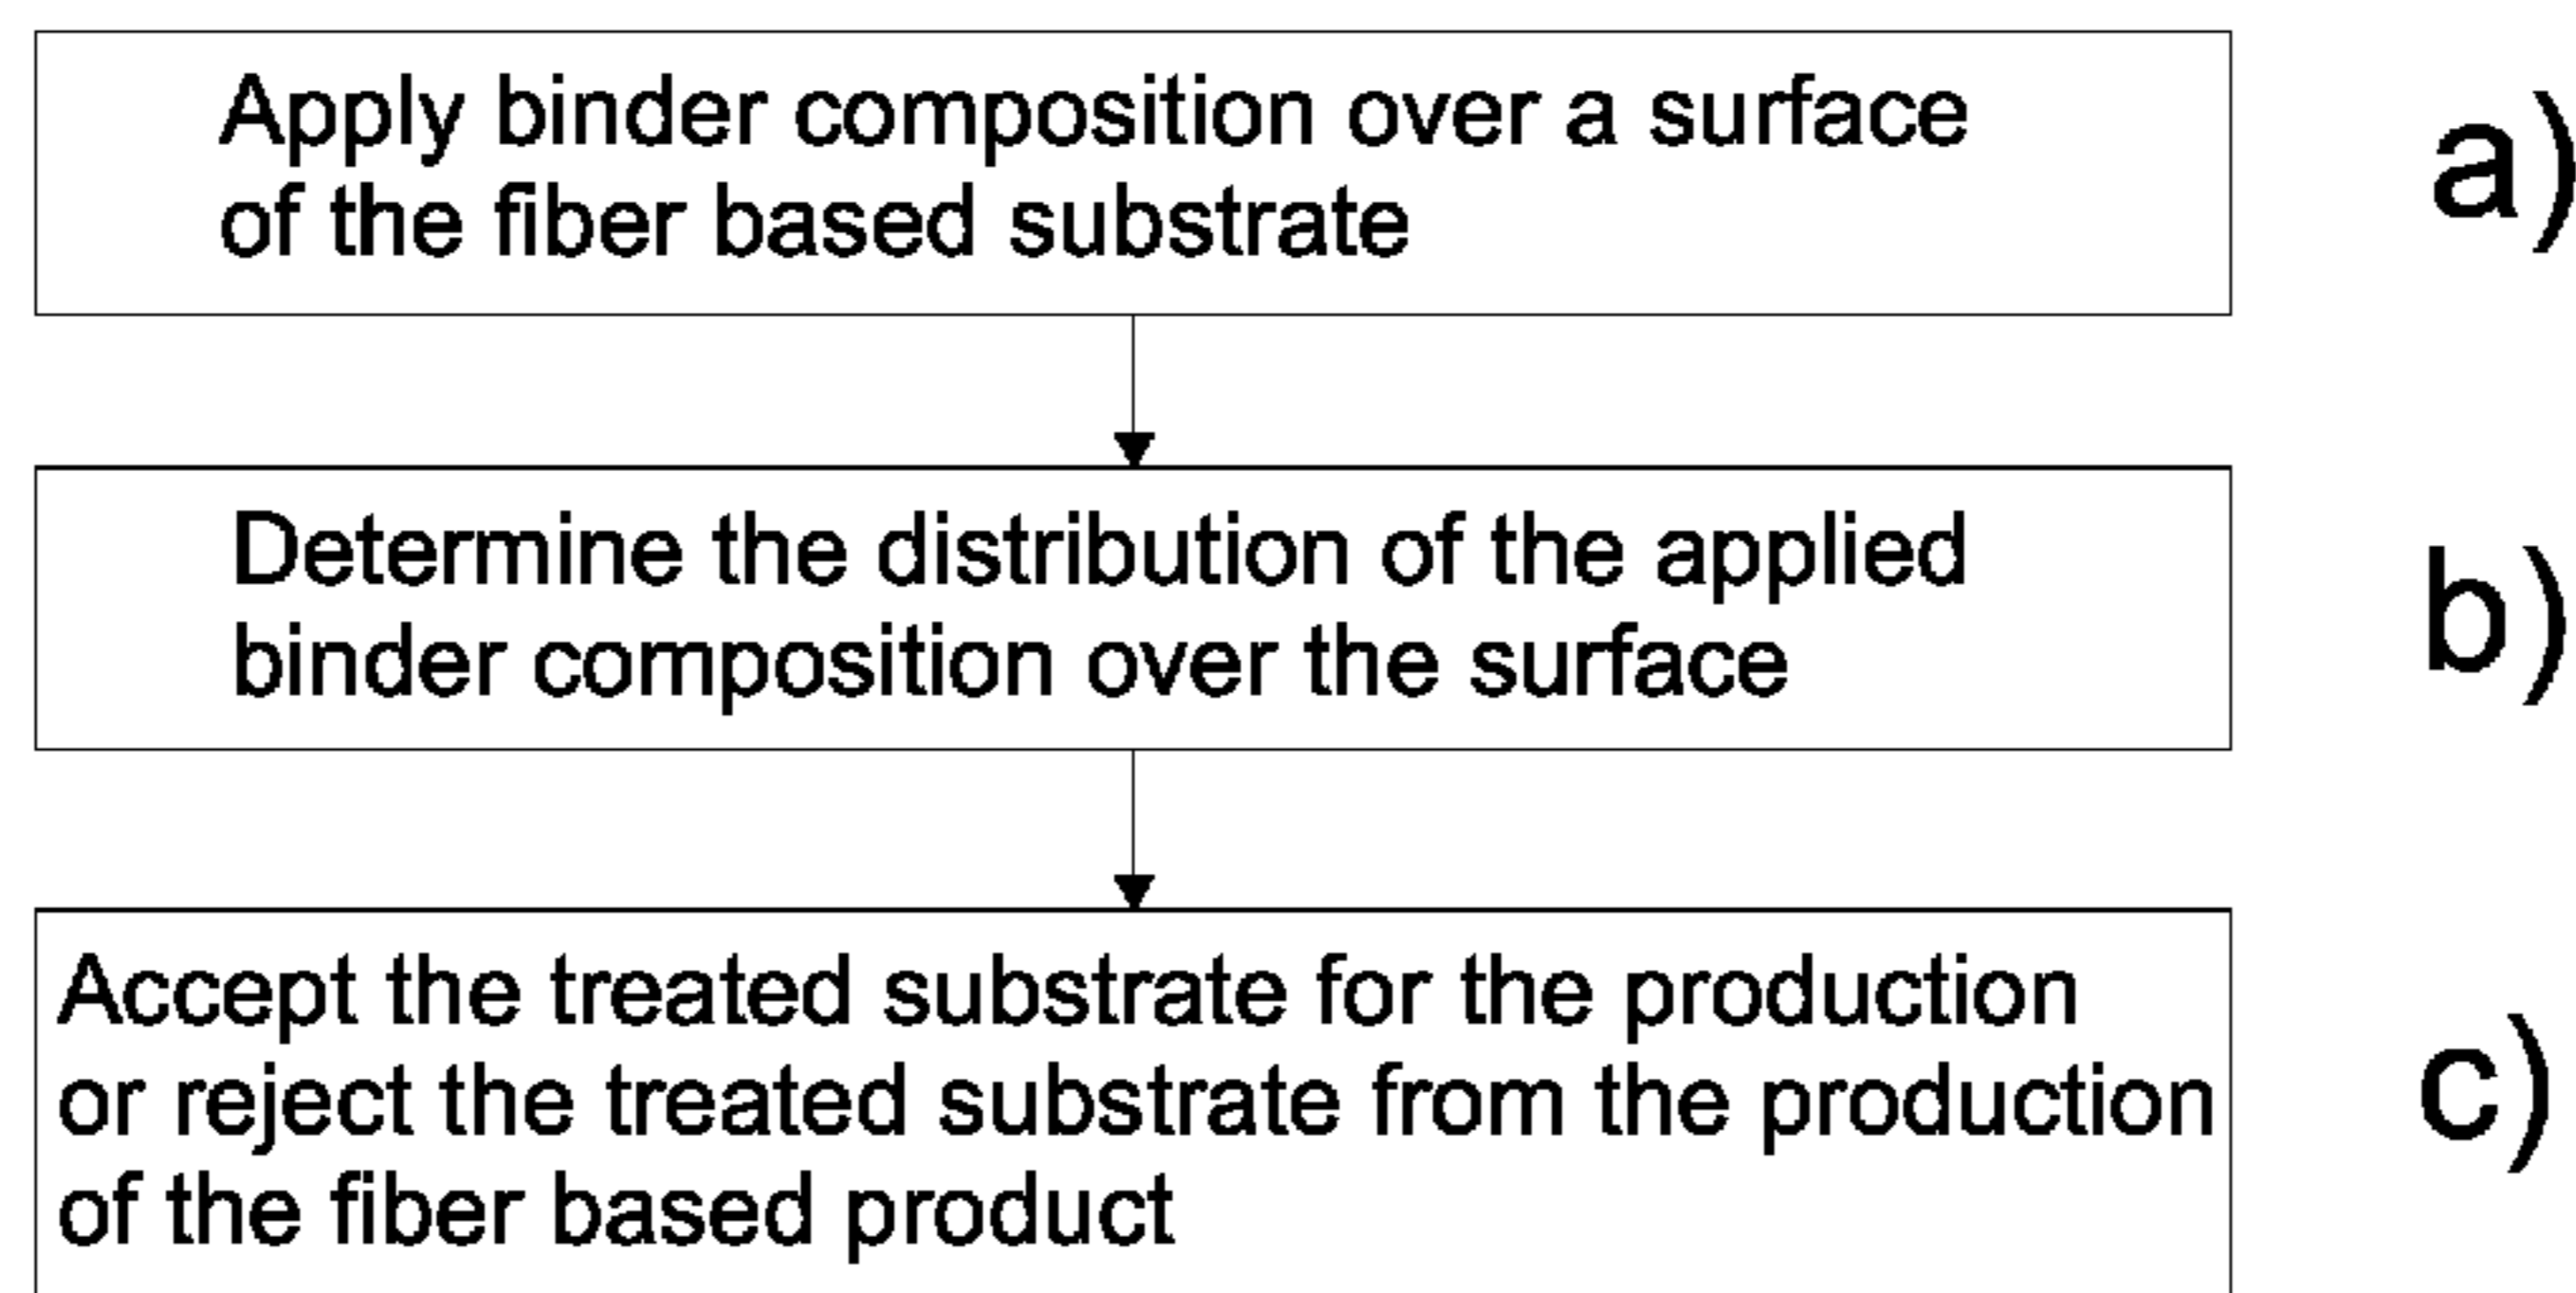 Apply binder composition over a surface
of the fiber based substrate
a)
Determine the distribution of the applied
binder composition over the surface
b)
Accept the treated substrate for the production
or reject the treated substrate from the production
of the fiber based product
c)